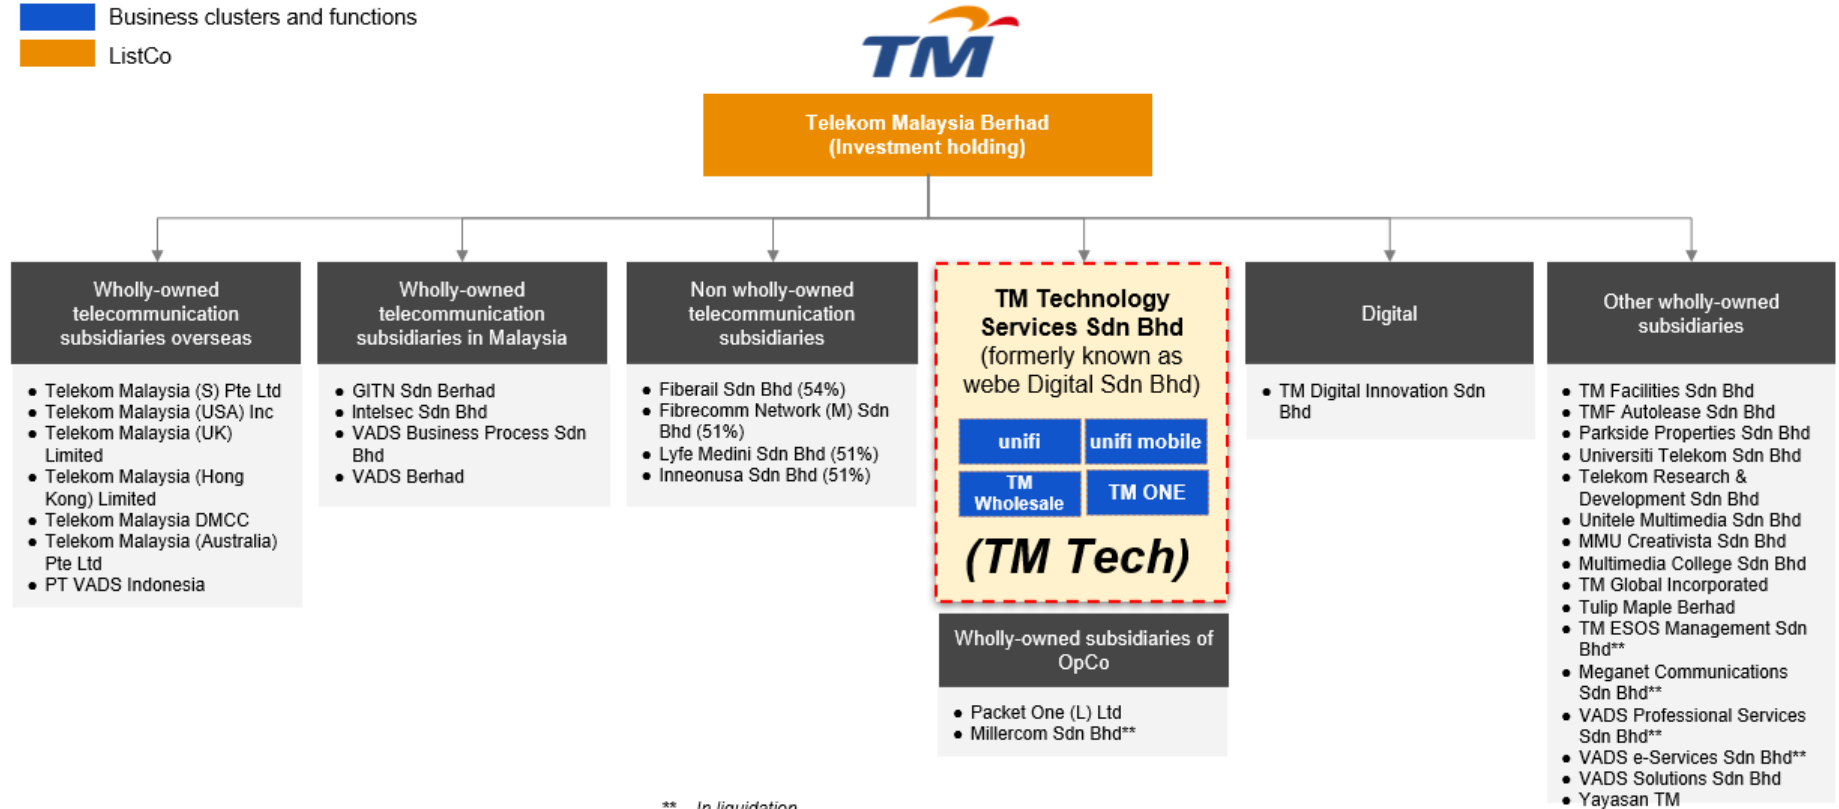 Business clusters and functions
ListCo
TM
Telekom Malaysia Berhad
(Investment holding)
Wholly-owned
telecommunication
subsidiaries overseas
Telekom Malaysia (S) Pte Ltd
Telekom Malaysia (USA) Inc
Telekom Malaysia (UK)
Limited
Telekom Malaysia (Hong
Kong) Limited
Telekom Malaysia DMCC
Telekom Malaysia (Australia)
Pte Ltd
PT VADS Indonesia
Wholly-owned
telecommunication
subsidiaries in Malaysia
GITN Sdn Berhad
Intelsec Sdn Bhd
VADS Business Process Sdn
Bhd
VADS Berhad
Non wholly-owned
telecommunication
subsidiaries
Fiberail Sdn Bhd (54%)
Fibrecomm Network (M) Sdn
Bhd (51%)
Lyfe Medini Sdn Bhd (51%)
Inneonusa Sdn Bhd (51%)
TM Technology
Services Sdn Bhd
(formerly known as
webe Digital Sdn Bhd)
unifi
unifi mobile
TM
Wholesale
TM ONE
(TM Tech)
Wholly-owned subsidiaries of
OpCo
Packet One (L) Ltd
Millercom Sdn Bhd**
Digital
TM Digital Innovation Sdn
Bhd
Other wholly-owned
subsidiaries
TM Facilities Sdn Bhd
TMF Autolease Sdn Bhd
Parkside Properties Sdn Bhd
Universiti Telekom Sdn Bhd
Telekom Research &
Development Sdn Bhd
Unitele Multimedia Sdn Bhd
MMU Creativista Sdn Bhd
Multimedia College Sdn Bhd
TM Global Incorporated
Tulip Maple Berhad
TM ESOS Management Sdn
Bhd**
Meganet Communications
Sdn Bhd**
VADS Professional Services
Sdn Bhd**
VADS e-Services Sdn Bhd**
VADS Solutions Sdn Bhd
Yayasan TM
** In liquidation